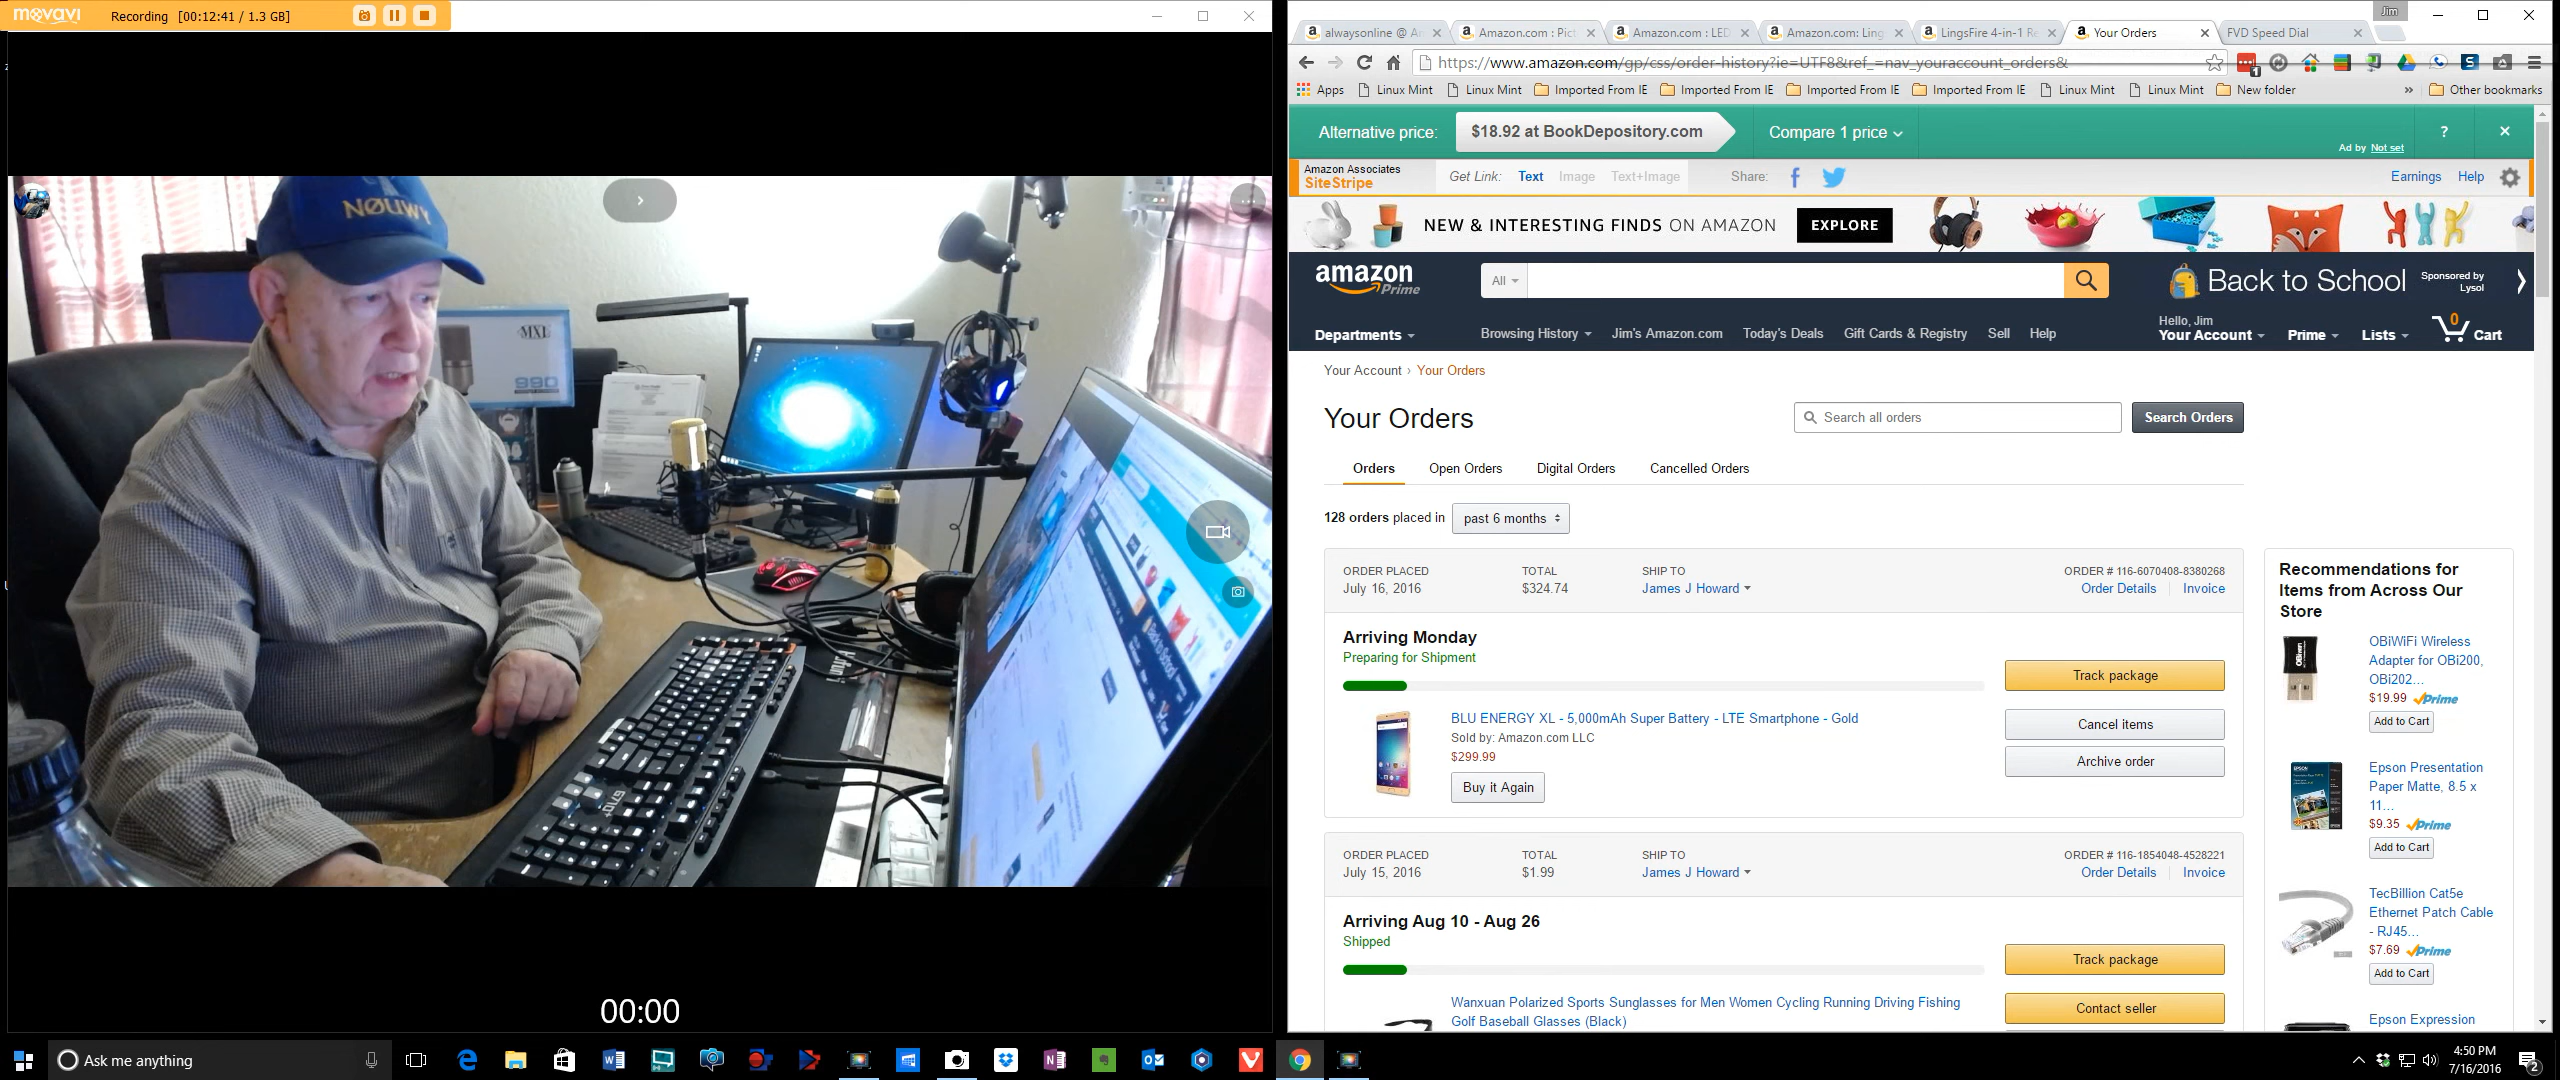 movavi
Recording [00:12:41 / 1.3 GB]
NØUWY
MXL
990
G710+
00:00
Jim
alwaysonline @ A
Amazon.com : Pict
Amazon.com : LED
Amazon.com: Ling
LingsFire 4-in-1 Re
Your Orders
FVD Speed Dial
https://www.amazon.com/gp/css/order-history?ie=UTF8&ref_=nav_youraccount_orders&
1
Apps
Linux Mint
Linux Mint
Imported From IE
Imported From IE
Imported From IE
Imported From IE
Linux Mint
Linux Mint
New folder
»
Other bookmarks
Alternative price:
$18.92 at BookDepository.com
Compare 1 price
?
Ad by Not set
Amazon Associates
SiteStripe
Get Link:
Text
Image
Text+Image
Share:
Earnings
Help
NEW & INTERESTING FINDS ON AMAZON
EXPLORE
amazon
Prime
All
Back to School
Sponsored by
Lysol
Departments
Browsing History
Jim's Amazon.com
Today's Deals
Gift Cards & Registry
Sell
Help
Hello, Jim
Your Account
Prime
Lists
0
Cart
Your Account › Your Orders
Your Orders
Search all orders
Search Orders
Orders
Open Orders
Digital Orders
Cancelled Orders
128 orders placed in
past 6 months
ORDER PLACED
July 16, 2016
TOTAL
$324.74
SHIP TO
James J Howard
ORDER # 116-6070408-8380268
Order Details
Invoice
Arriving Monday
Preparing for Shipment
BLU ENERGY XL - 5,000mAh Super Battery - LTE Smartphone - Gold
Sold by: Amazon.com LLC
$299.99
Buy it Again
Track package
Cancel items
Archive order
ORDER PLACED
July 15, 2016
TOTAL
$1.99
SHIP TO
James J Howard
ORDER # 116-1854048-4528221
Order Details
Invoice
Arriving Aug 10 - Aug 26
Shipped
Wanxuan Polarized Sports Sunglasses for Men Women Cycling Running Driving Fishing
Golf Baseball Glasses (Black)
Track package
Contact seller
Recommendations for
Items from Across Our
Store
OBiWiFi Wireless
Adapter for OBi200,
OBi202...
$19.99 Prime
Add to Cart
Epson Presentation
Paper Matte, 8.5 x
11...
$9.35 Prime
Add to Cart
TecBillion Cat5e
Ethernet Patch Cable
- RJ45...
$7.69 Prime
Add to Cart
Epson Expression
Ask me anything
4:50 PM
7/16/2016
2